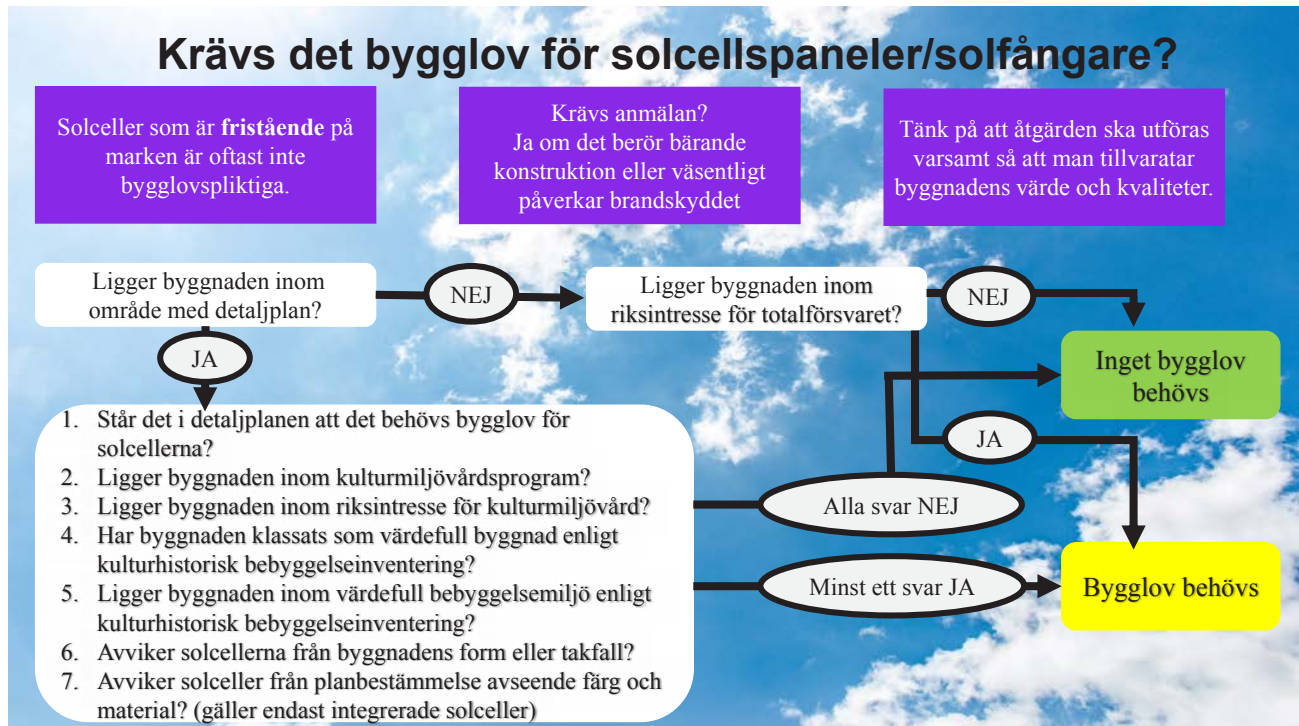 Krävs det bygglov för solcellspaneler/solfångare?
Solceller som är fristående på
marken är oftast inte
bygglovspliktiga.
Krävs anmälan?
Ja om det berör bärande
konstruktion eller väsentligt
påverkar brandskyddet
Tänk på att åtgärden ska utföras
varsamt så att man tillvaratar
byggnadens värde och kvaliteter.
Ligger byggnaden inom
område med detaljplan?
NEJ
Ligger byggnaden inom
riksintresse för totalförsvaret?
NEJ
JA
Inget bygglov
behövs
1. Står det i detaljplanen att det behövs bygglov för
solcellerna?
2. Ligger byggnaden inom kulturmiljövårdsprogram?
3. Ligger byggnaden inom riksintresse för kulturmiljövård?
4. Har byggnaden klassats som värdefull byggnad enligt
kulturhistorisk bebyggelseinventering?
5. Ligger byggnaden inom värdefull bebyggelsemiljö enligt
kulturhistorisk bebyggelseinventering?
6. Avviker solcellerna från byggnadens form eller takfall?
7. Avviker solceller från planbestämmelse avseende färg och
material? (gäller endast integrerade solceller)
JA
Alla svar NEJ
Minst ett svar JA
Bygglov behövs